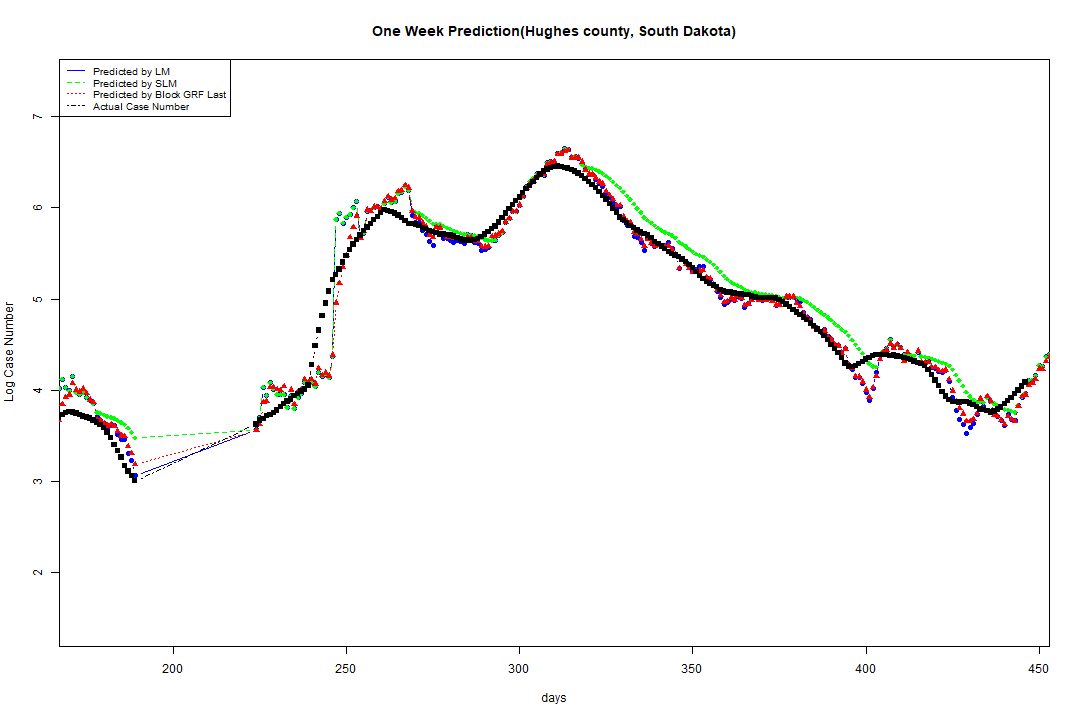 One Week Prediction(Hughes county, South Dakota)
Predicted by LM
Predicted by SLM
Predicted by Block GRF Last
Actual Case Number
Log Case Number
7
6
5
4
3
2
200
250
300
350
400
450
days